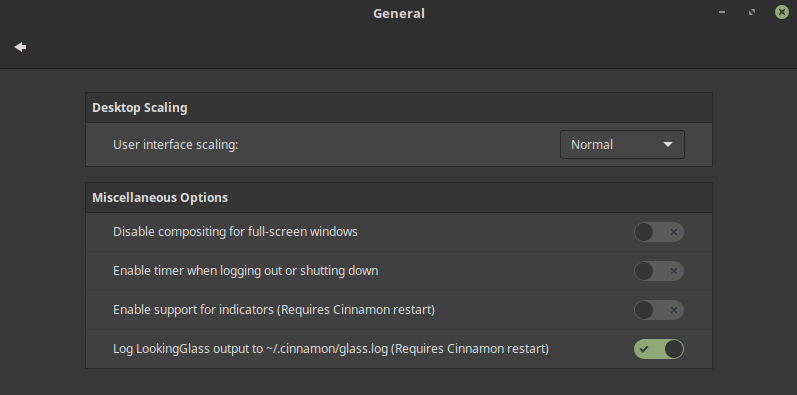 General
Desktop Scaling
User interface scaling:
Normal
Miscellaneous Options
Disable compositing for full-screen windows
Enable timer when logging out or shutting down
Enable support for indicators (Requires Cinnamon restart)
Log LookingGlass output to ~/.cinnamon/glass.log (Requires Cinnamon restart)